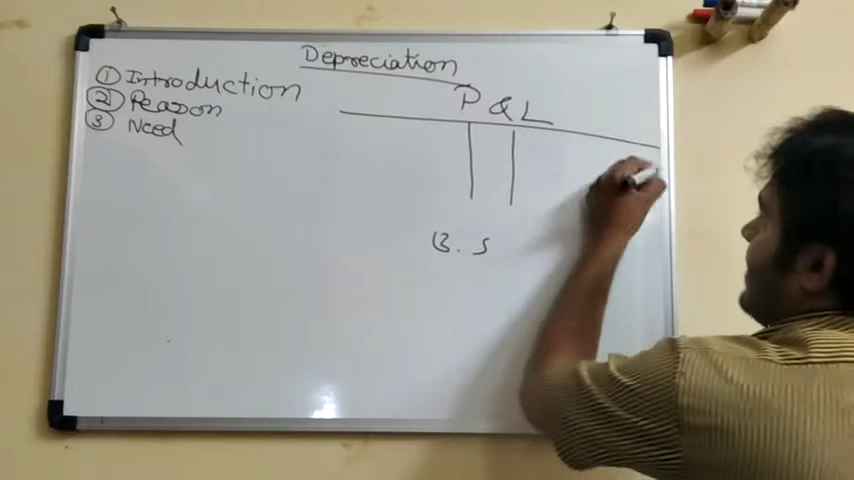 Depreciation
① Introduction
② Reason
③ Need
P & L
B. S